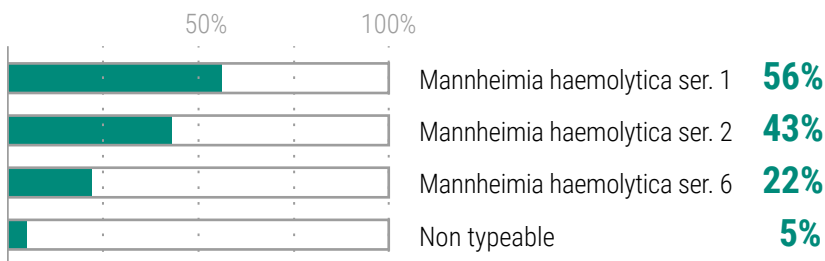 50% 100%
Mannheimia haemolytica ser. 1 56%
Mannheimia haemolytica ser. 2 43%
Mannheimia haemolytica ser. 6 22%
Non typeable 5%